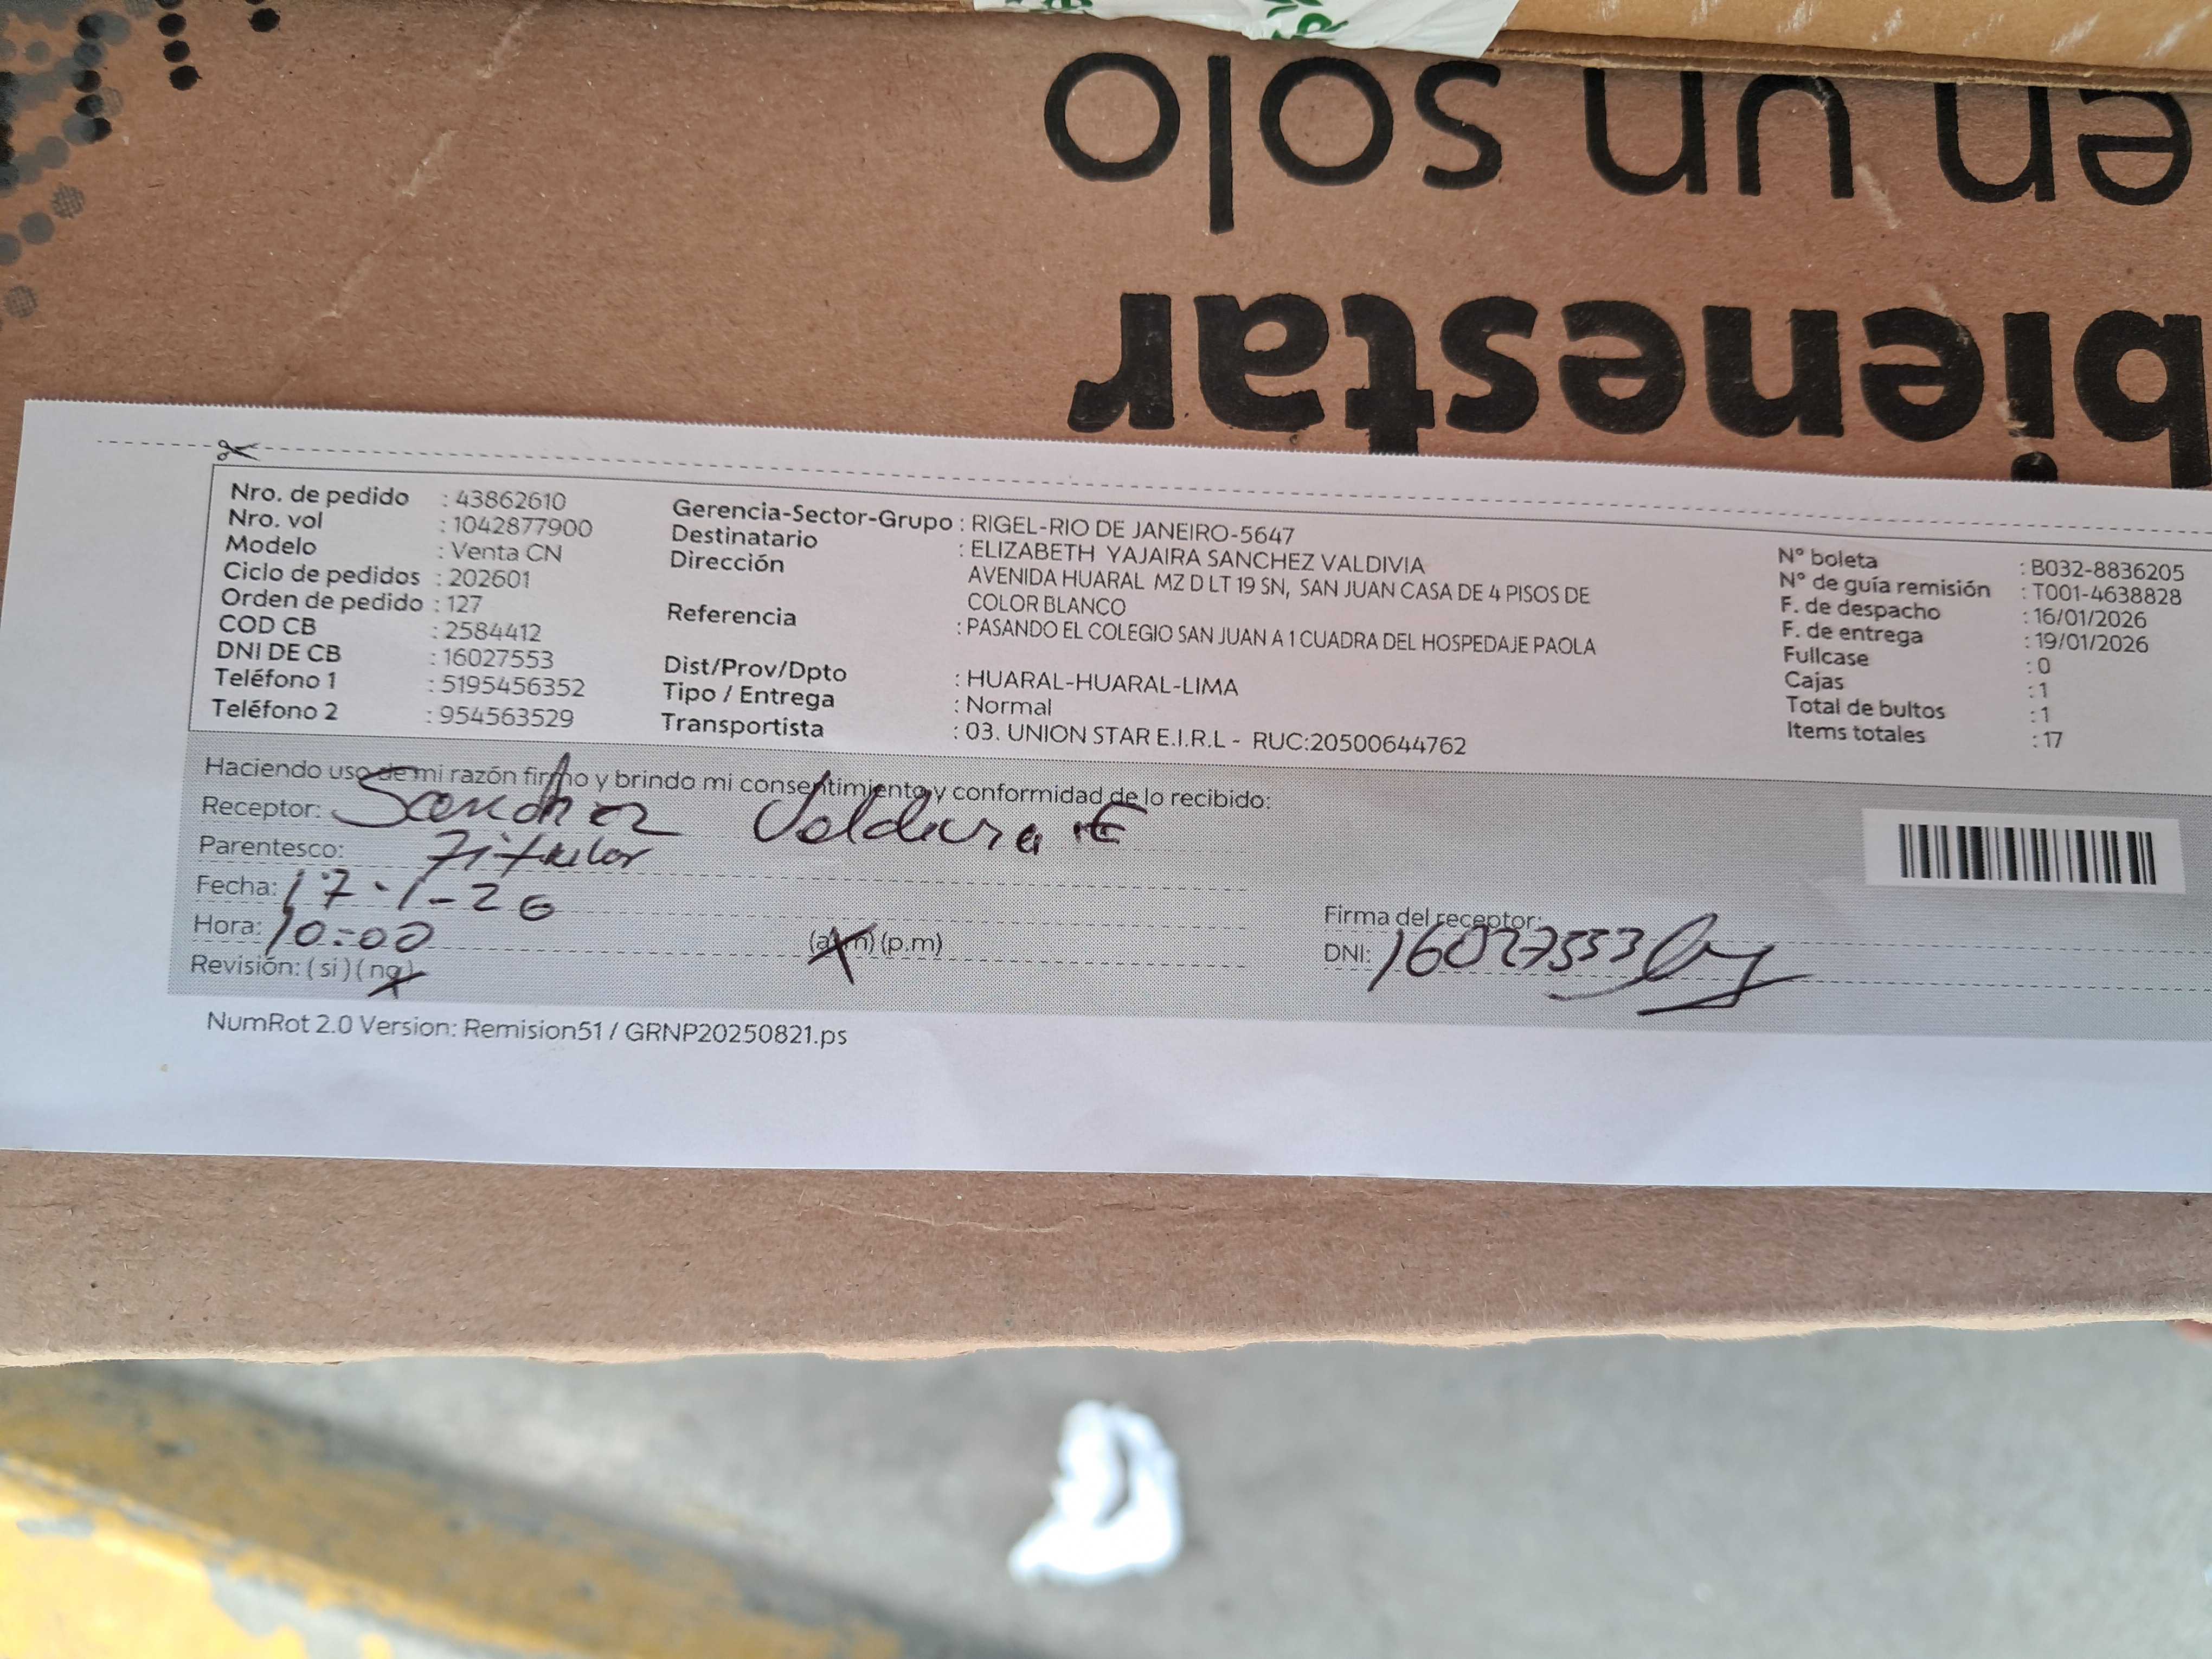 en un solo
bienestar
Nro. de pedido : 43862610
Nro. vol : 1042877900
Modelo : Venta CN
Ciclo de pedidos : 202601
Orden de pedido : 127
COD CB : 2584412
DNI DE CB : 16027553
Teléfono 1 : 5195456352
Teléfono 2 : 954563529
Gerencia-Sector-Grupo : RIGEL-RIO DE JANEIRO-5647
Destinatario : ELIZABETH YAJAIRA SANCHEZ VALDIVIA
Dirección AVENIDA HUARAL MZ D LT 19 SN, SAN JUAN CASA DE 4 PISOS DE
COLOR BLANCO
Referencia : PASANDO EL COLEGIO SAN JUAN A 1 CUADRA DEL HOSPEDAJE PAOLA
Dist/Prov/Dpto : HUARAL-HUARAL-LIMA
Tipo / Entrega : Normal
Transportista : 03. UNION STAR E.I.R.L - RUC:20500644762
N° boleta : B032-8836205
N° de guía remisión : T001-4638828
F. de despacho : 16/01/2026
F. de entrega : 19/01/2026
Fullcase : 0
Cajas : 1
Total de bultos : 1
Items totales : 17
Haciendo uso de mi razón firmo y brindo mi consentimiento y conformidad de lo recibido:
Receptor: Sanchez Valdivia E
Parentesco: Titular
Fecha: 17-1-26
Hora: 10:00 (a.m) (p.m)
Revisión: (si) (no)
Firma del receptor:
DNI: 16027553
NumRot 2.0 Version: Remision51 / GRNP20250821.ps